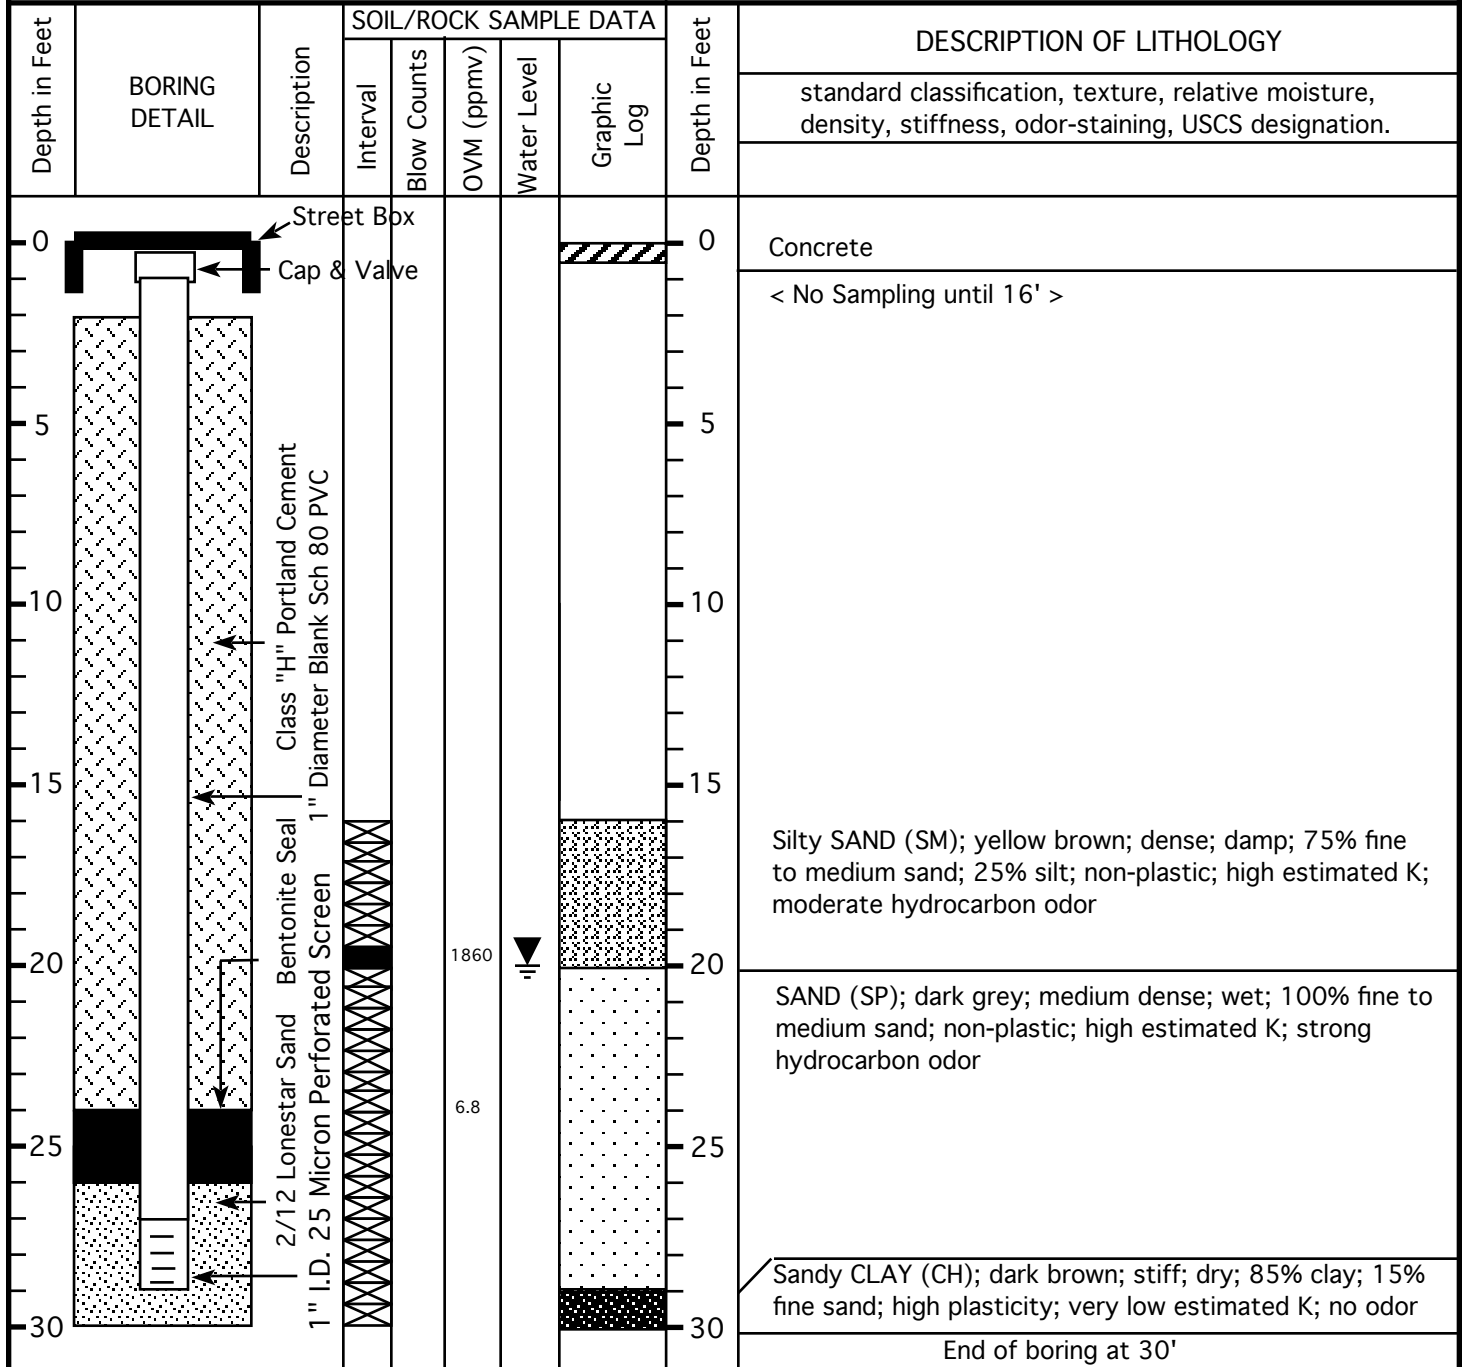 Depth in Feet
BORING
DETAIL
Description
SOIL/ROCK SAMPLE DATA
Interval
Blow Counts
OVM (ppmv)
Water Level
Graphic
Log
Depth in Feet
DESCRIPTION OF LITHOLOGY
standard classification, texture, relative moisture,
density, stiffness, odor-staining, USCS designation.
Street Box
Cap & Valve
0
5
10
15
20
25
30
Class "H" Portland Cement
1" Diameter Blank Sch 80 PVC
Bentonite Seal
2/12 Lonestar Sand
1" I.D. 25 Micron Perforated Screen
1860
6.8
0
5
10
15
20
25
30
Concrete
< No Sampling until 16' >
Silty SAND (SM); yellow brown; dense; damp; 75% fine
to medium sand; 25% silt; non-plastic; high estimated K;
moderate hydrocarbon odor
SAND (SP); dark grey; medium dense; wet; 100% fine to
medium sand; non-plastic; high estimated K; strong
hydrocarbon odor
Sandy CLAY (CH); dark brown; stiff; dry; 85% clay; 15%
fine sand; high plasticity; very low estimated K; no odor
End of boring at 30'